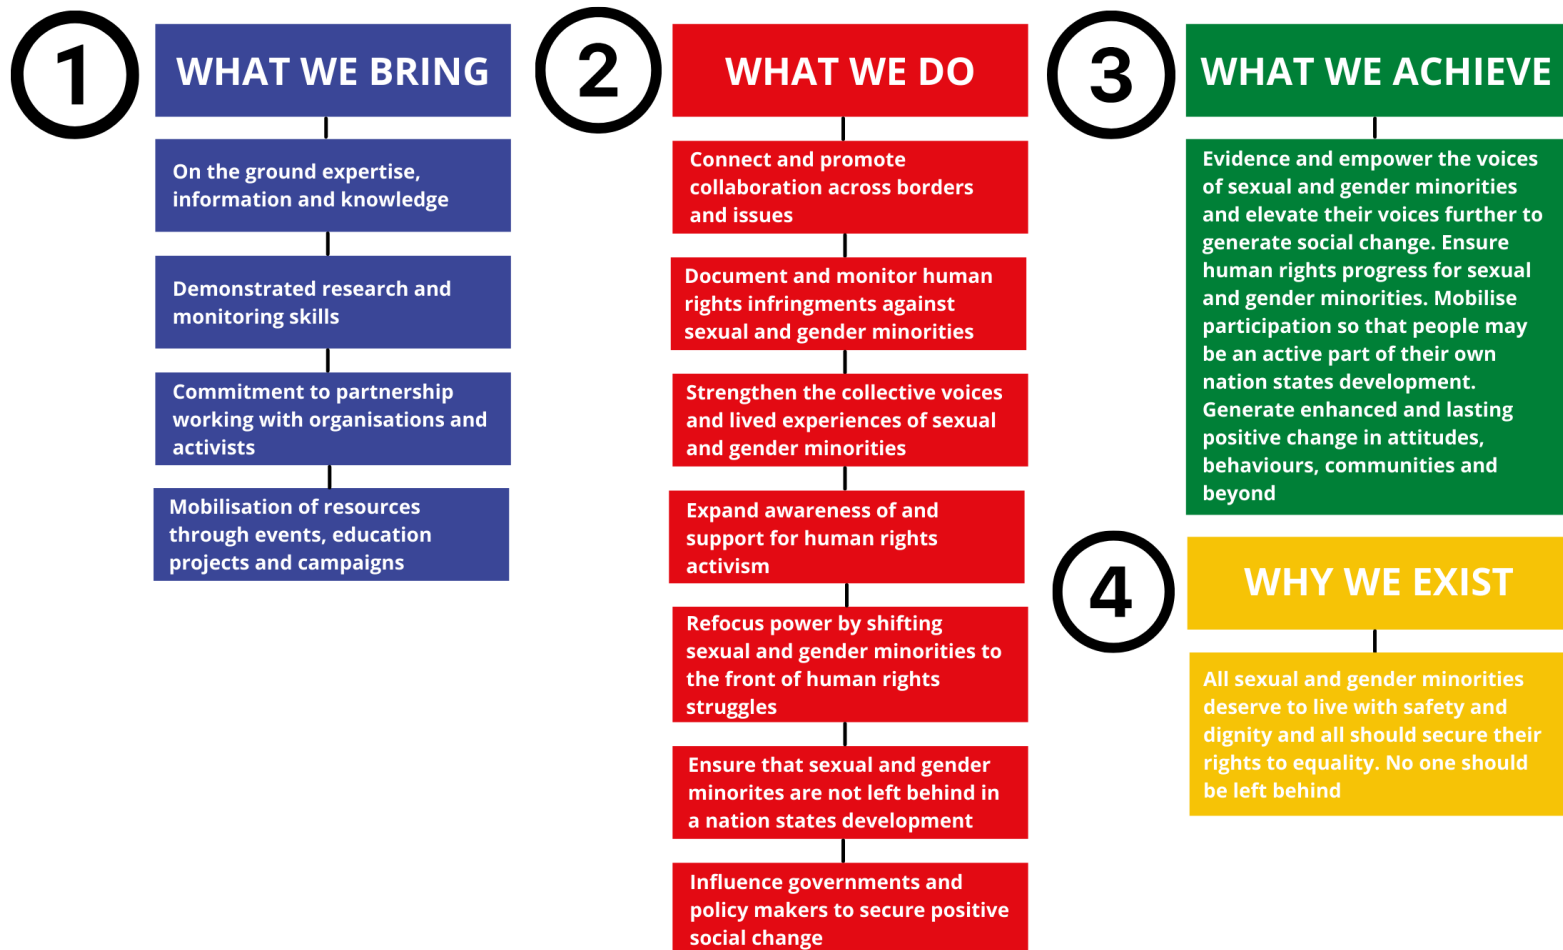 1
WHAT WE BRING
On the ground expertise,
information and knowledge
Demonstrated research and
monitoring skills
Commitment to partnership
working with organisations and
activists
Mobilisation of resources
through events, education
projects and campaigns
2
WHAT WE DO
Connect and promote
collaboration across borders
and issues
Document and monitor human
rights infringments against
sexual and gender minorities
Strengthen the collective voices
and lived experiences of sexual
and gender minorities
Expand awareness of and
support for human rights
activism
Refocus power by shifting
sexual and gender minorities to
the front of human rights
struggles
Ensure that sexual and gender
minorites are not left behind in
a nation states development
Influence governments and
policy makers to secure positive
social change
3
WHAT WE ACHIEVE
Evidence and empower the voices
of sexual and gender minorities
and elevate their voices further to
generate social change. Ensure
human rights progress for sexual
and gender minorities. Mobilise
participation so that people may
be an active part of their own
nation states development.
Generate enhanced and lasting
positive change in attitudes,
behaviours, communities and
beyond
4
WHY WE EXIST
All sexual and gender minorities
deserve to live with safety and
dignity and all should secure their
rights to equality. No one should
be left behind